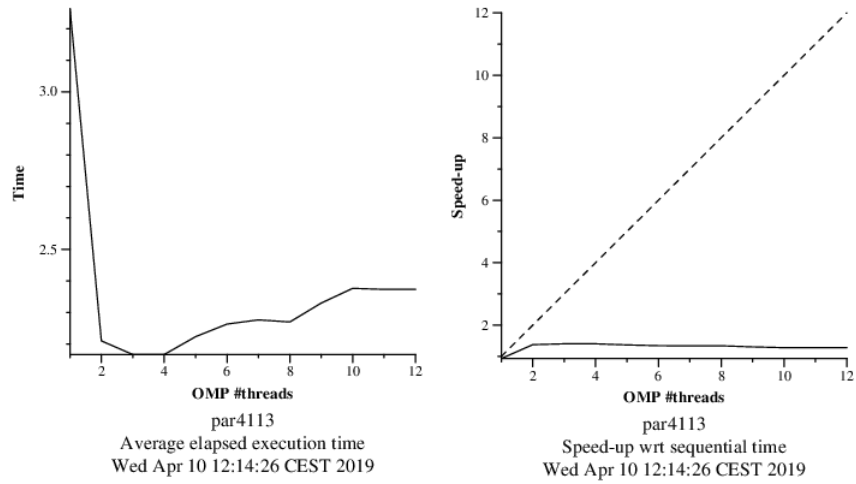 3.0
2.5
Time
2
4
6
8
10
12
OMP #threads
par4113
Average elapsed execution time
Wed Apr 10 12:14:26 CEST 2019
12
10
8
6
4
2
Speed-up
2
4
6
8
10
12
OMP #threads
par4113
Speed-up wrt sequential time
Wed Apr 10 12:14:26 CEST 2019